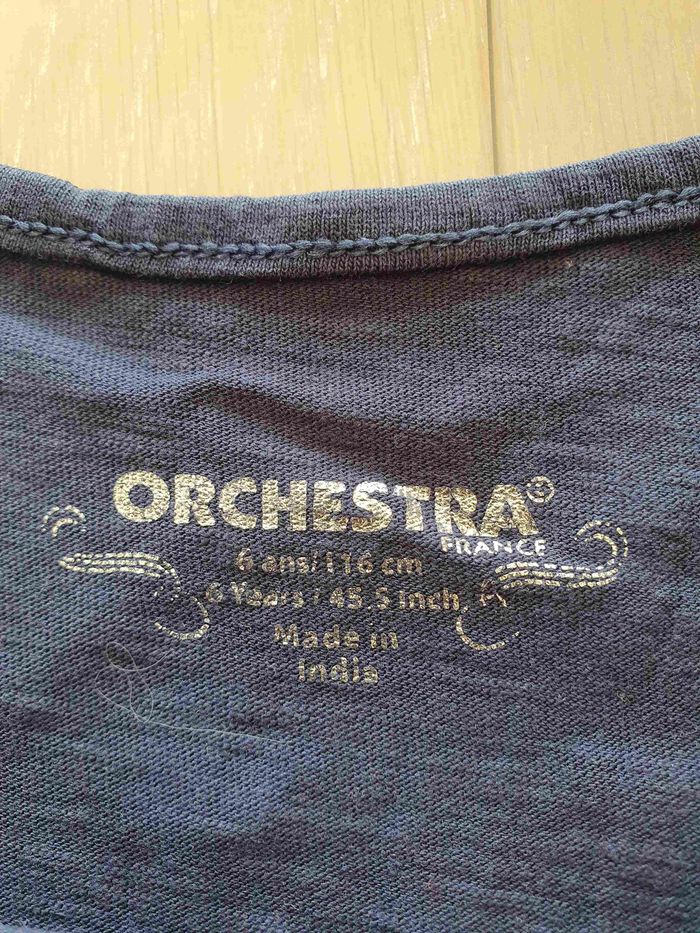 ORCHESTRA®
FRANCE
6 ans/116 cm
6 Years / 45.5 Inch.
Made in
India